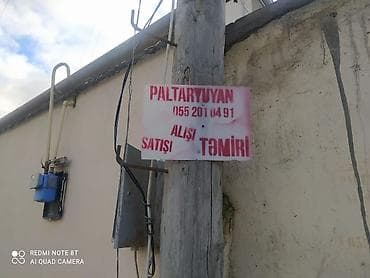 PALTARYUYAN
055 201 04 91
ALIŞI
SATIŞI TƏMİRİ
REDMI NOTE 8T
AI QUAD CAMERA